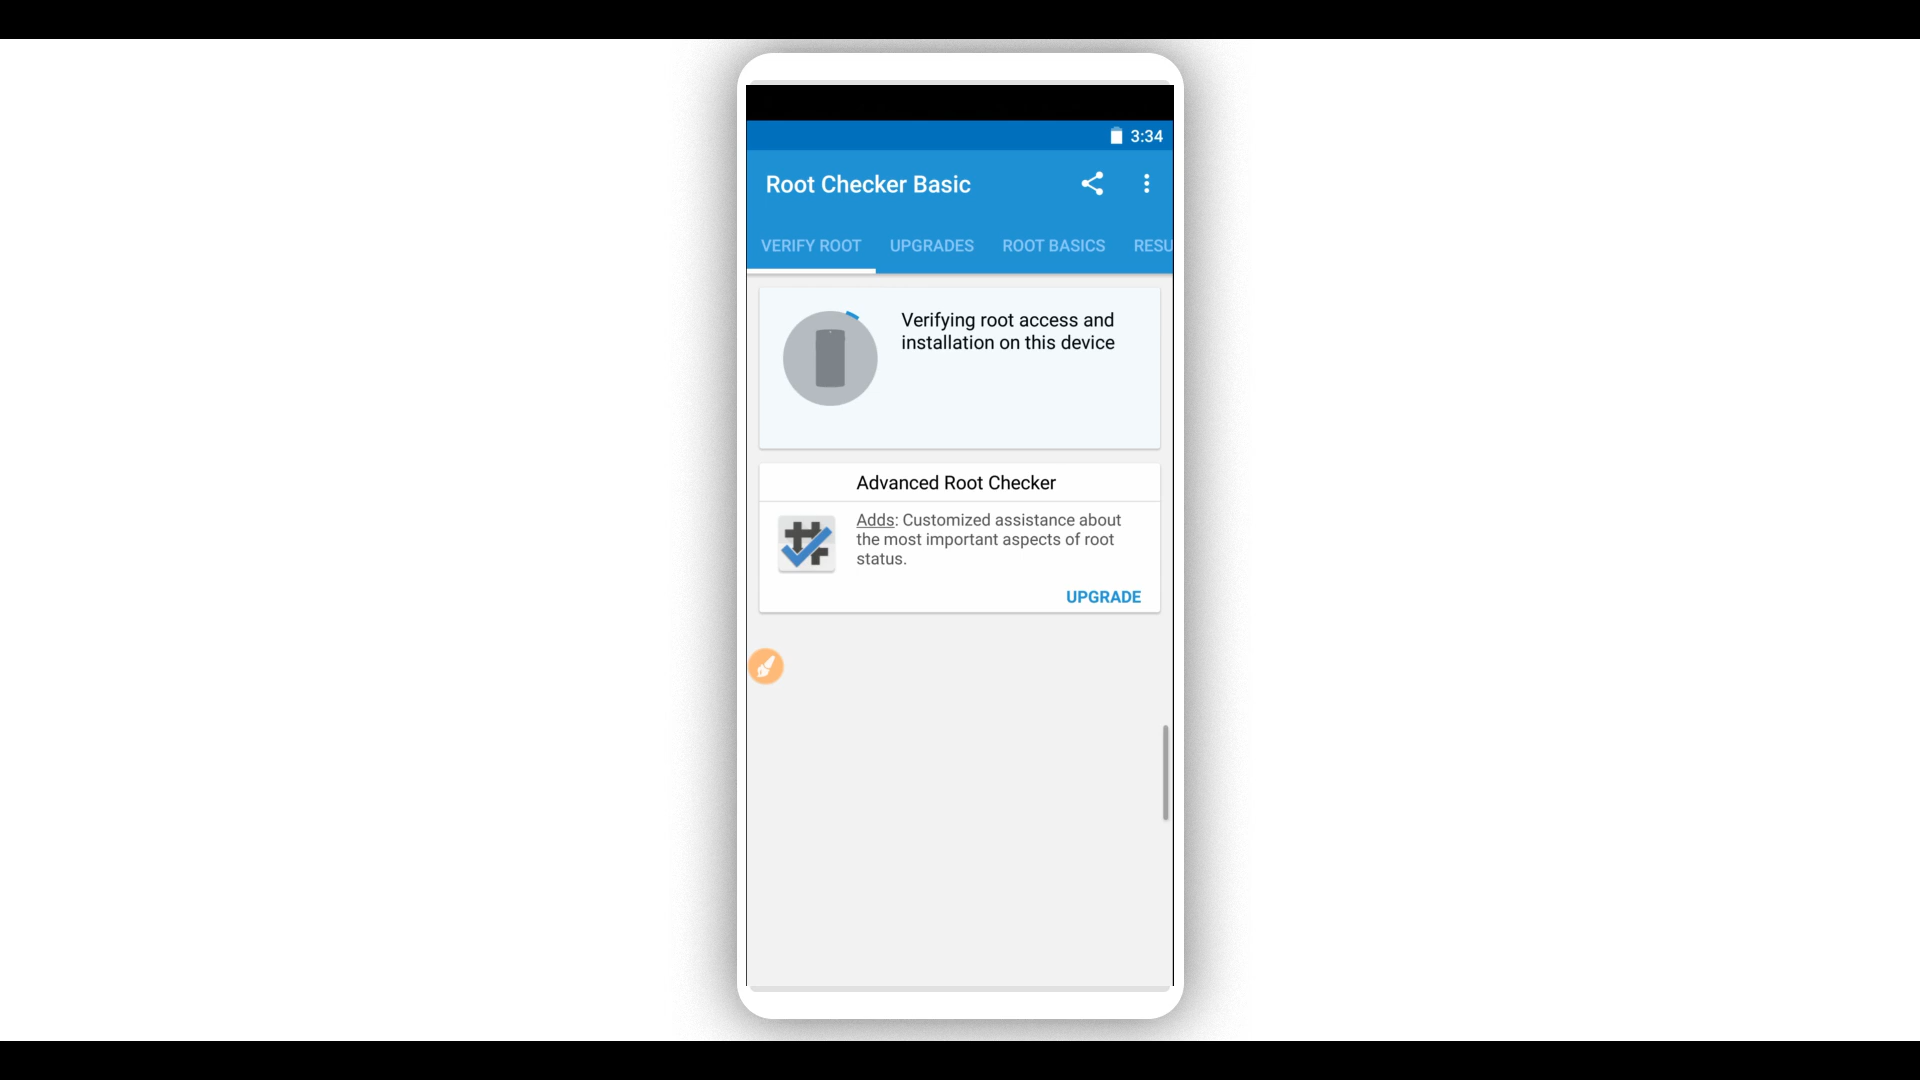 3:34
Root Checker Basic
VERIFY ROOT UPGRADES ROOT BASICS RESU
Verifying root access and
installation on this device
Advanced Root Checker
Adds: Customized assistance about
the most important aspects of root
status.
UPGRADE